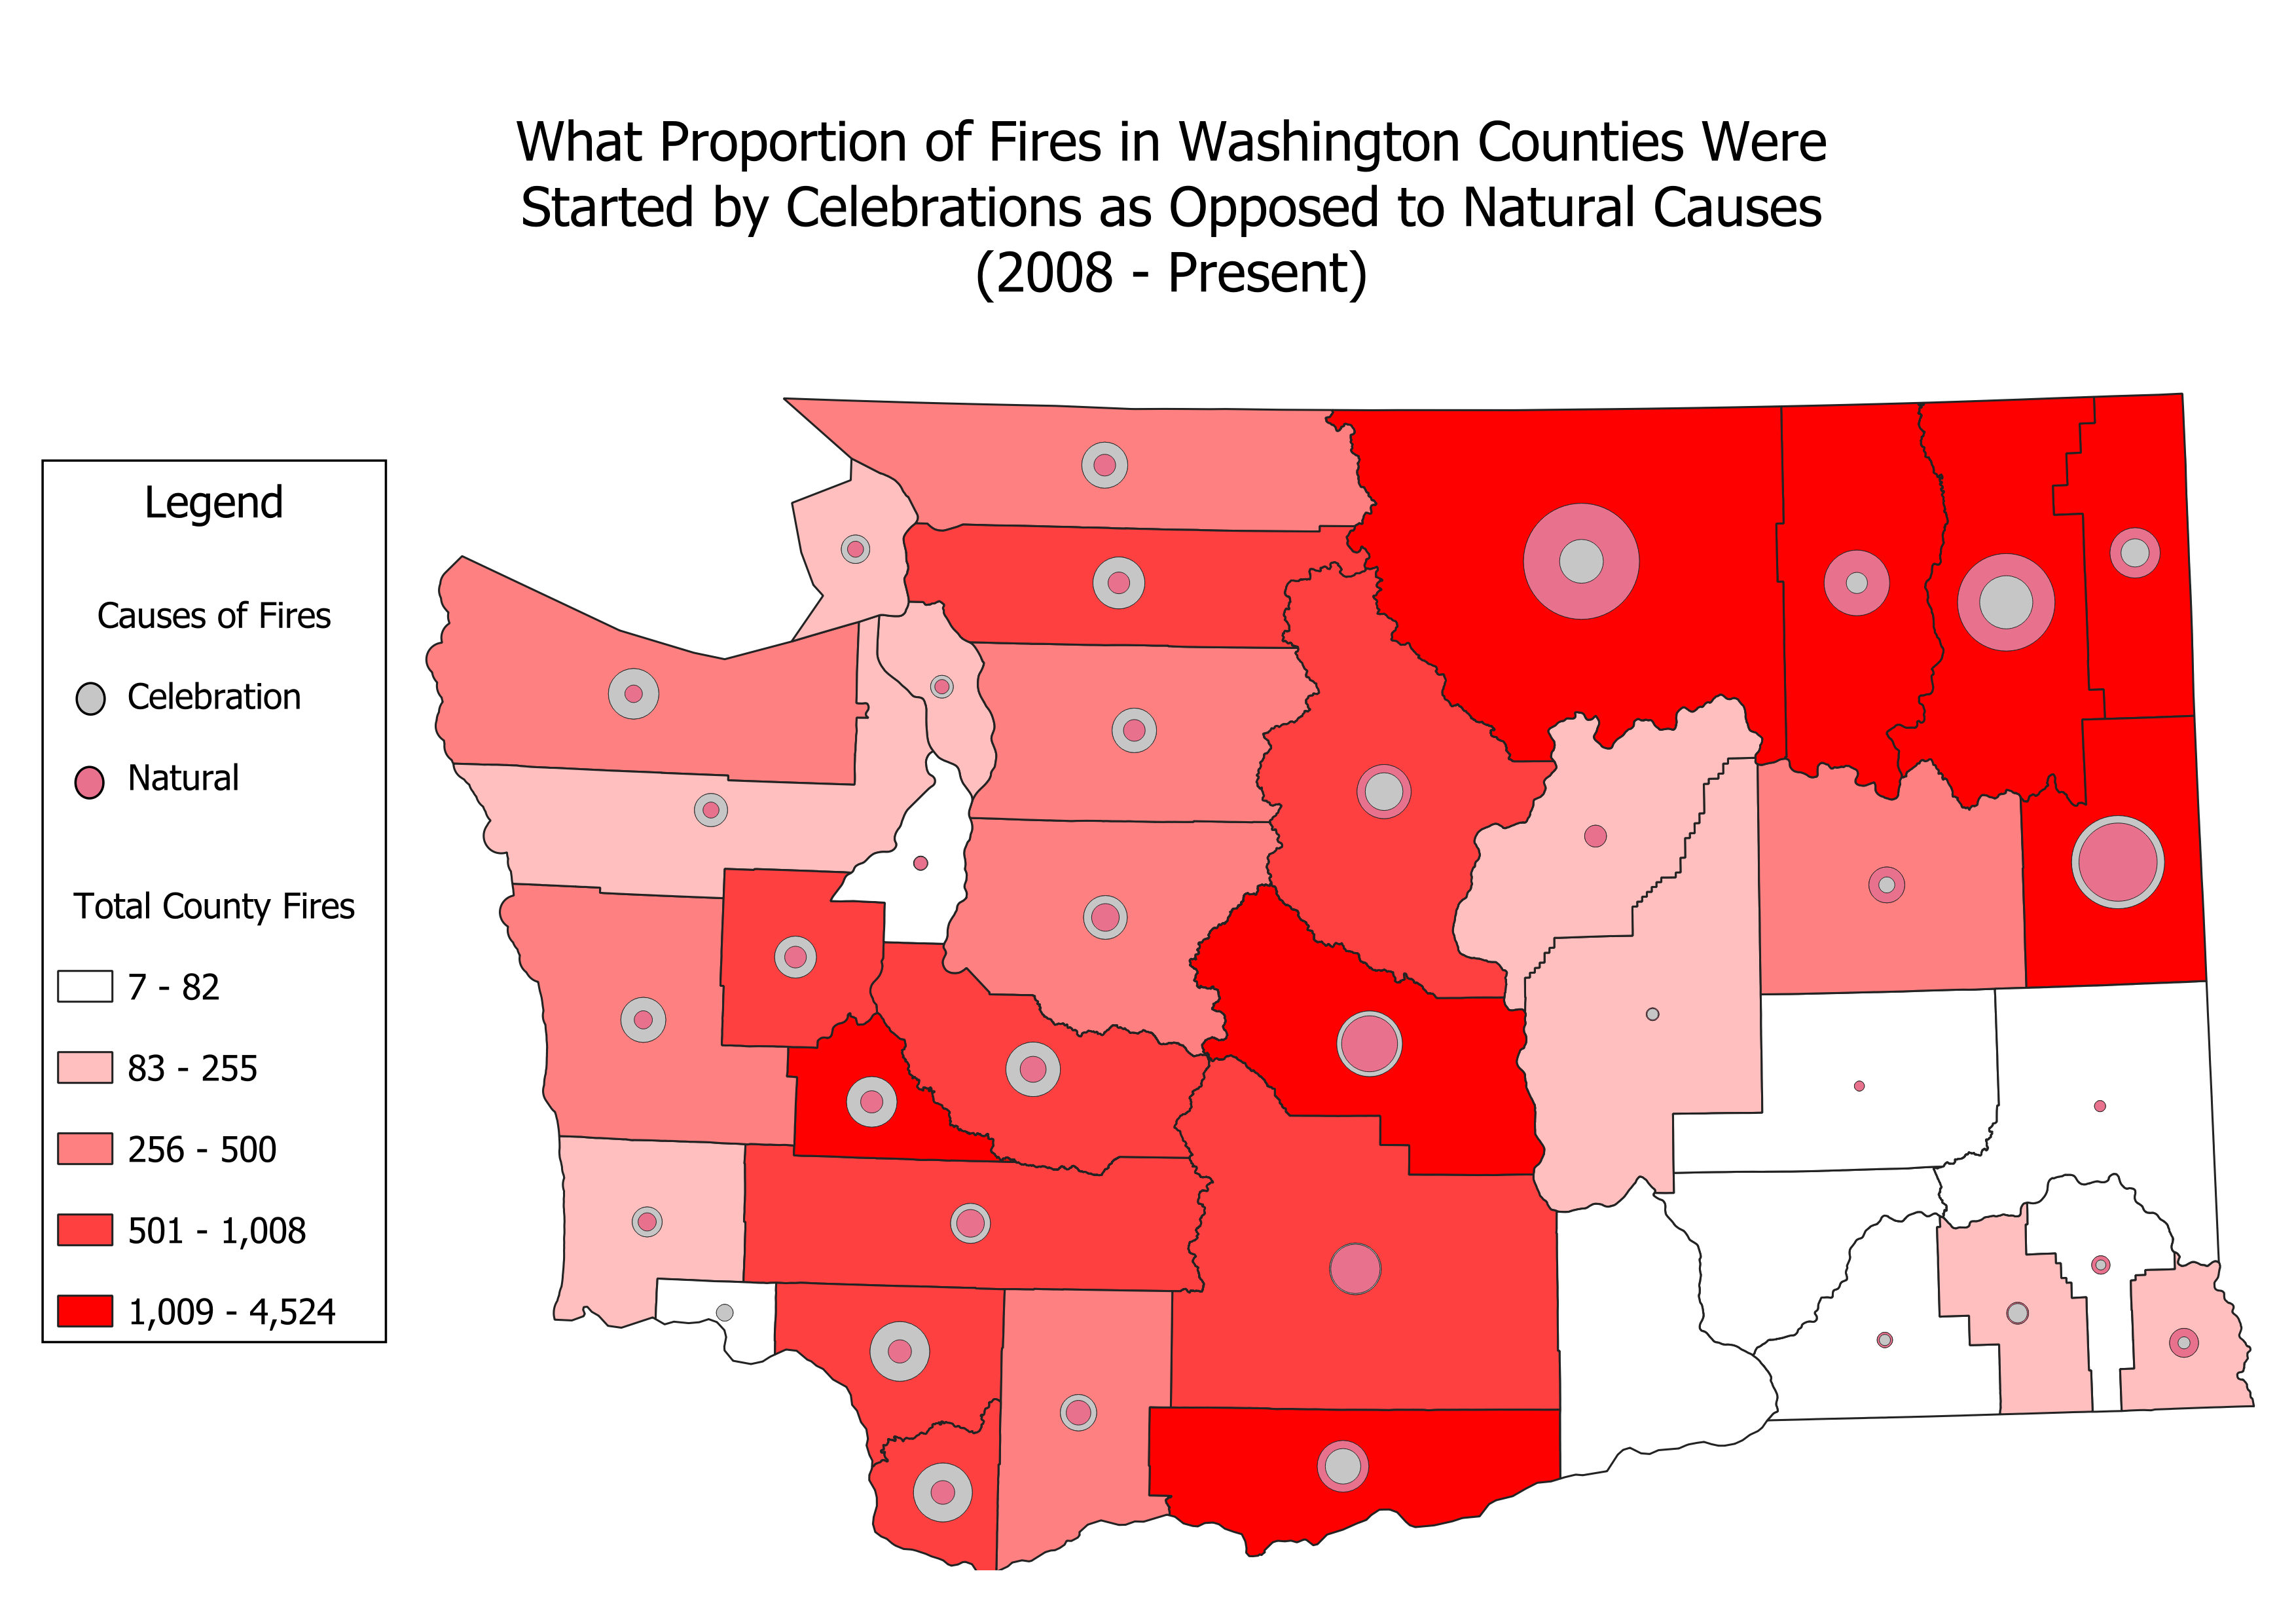 What Proportion of Fires in Washington Counties Were
Started by Celebrations as Opposed to Natural Causes
(2008 - Present)
Legend
Causes of Fires
Celebration
Natural
Total County Fires
7 - 82
83 - 255
256 - 500
501 - 1,008
1,009 - 4,524